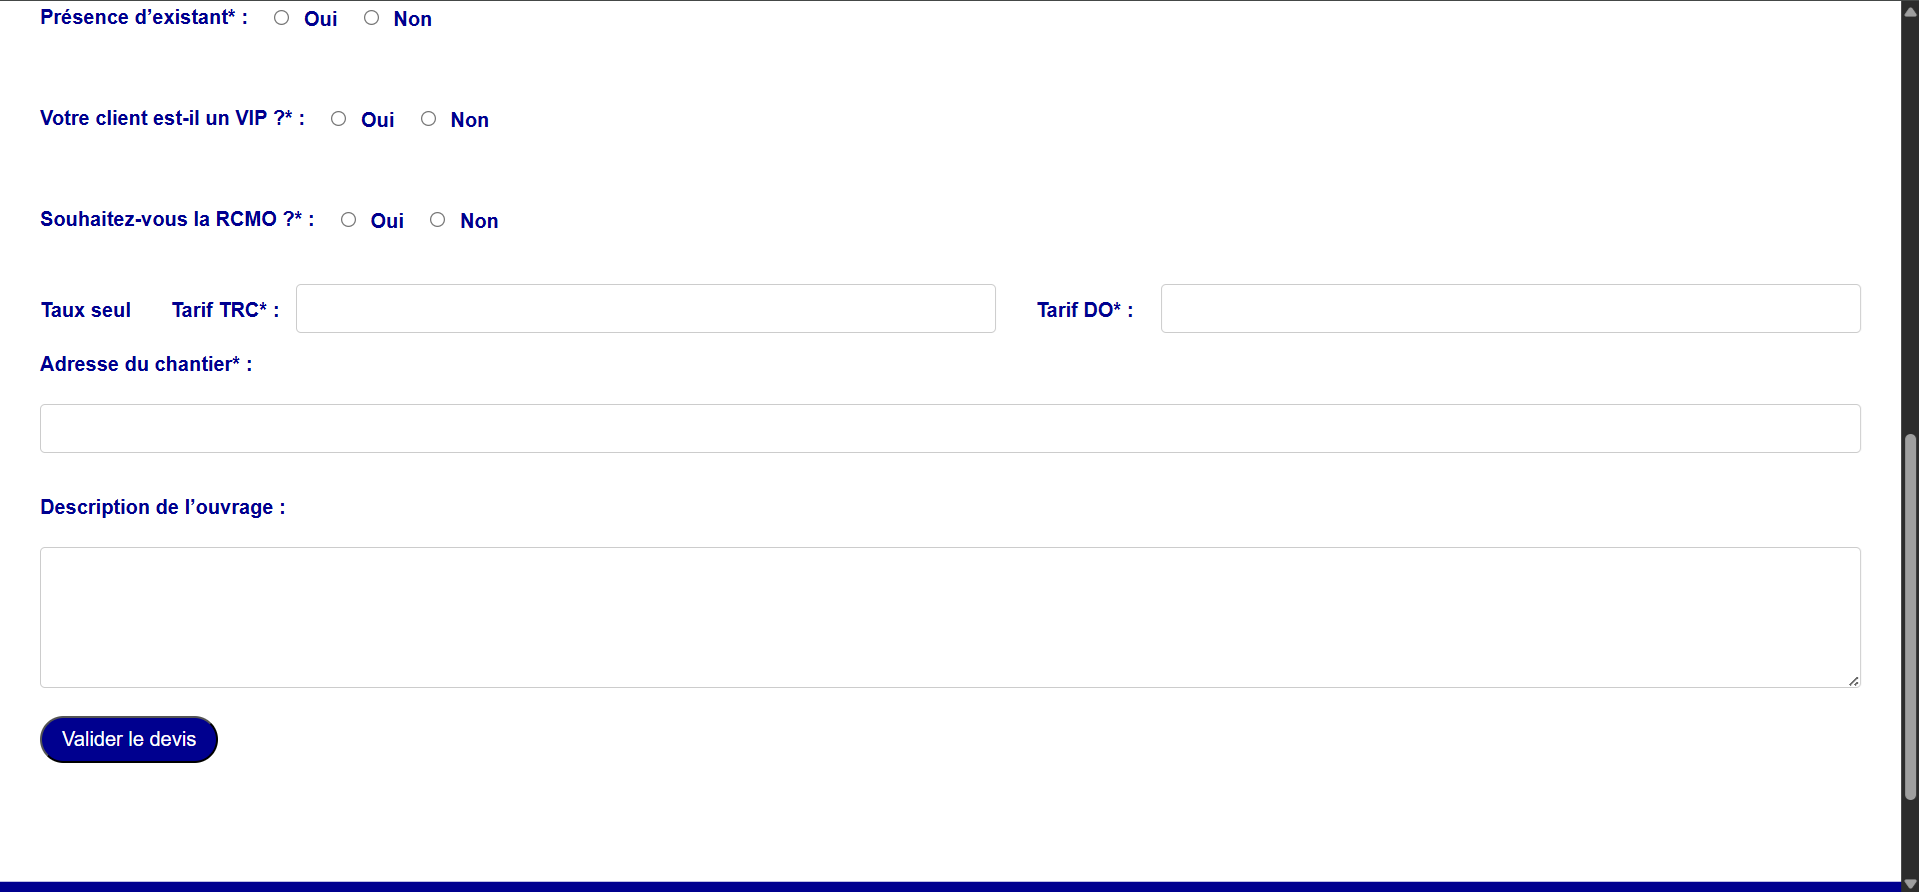 Présence d’existant* : Oui Non
Votre client est-il un VIP ?* : Oui Non
Souhaitez-vous la RCMO ?* : Oui Non
Taux seul Tarif TRC* : Tarif DO* :
Adresse du chantier* :
Description de l’ouvrage :
Valider le devis